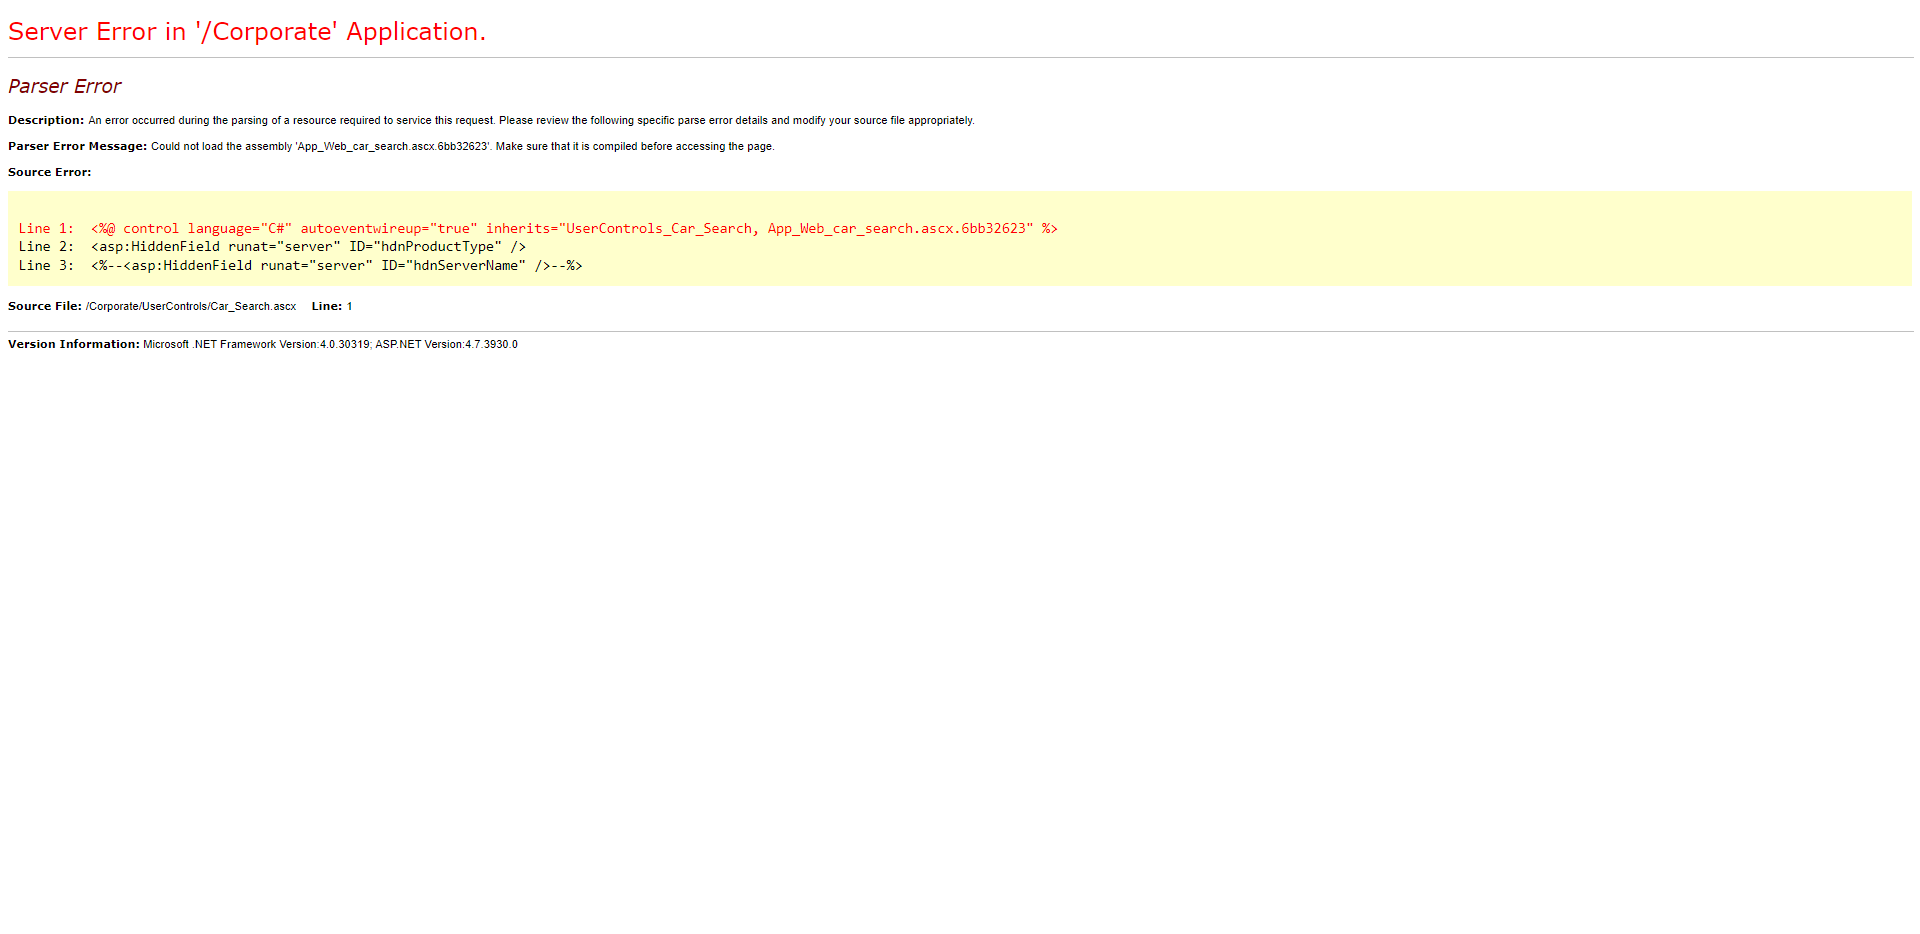 Server Error in '/Corporate' Application.
Parser Error
Description: An error occurred during the parsing of a resource required to service this request. Please review the following specific parse error details and modify your source file appropriately.
Parser Error Message: Could not load the assembly 'App_Web_car_search.ascx.6bb32623'. Make sure that it is compiled before accessing the page.
Source Error:
Line 1:  <%@ control language="C#" autoeventwireup="true" inherits="UserControls_Car_Search, App_Web_car_search.ascx.6bb32623" %>
Line 2:  <asp:HiddenField runat="server" ID="hdnProductType" />
Line 3:  <%--<asp:HiddenField runat="server" ID="hdnServerName" />--%>
Source File: /Corporate/UserControls/Car_Search.ascx    Line: 1
Version Information: Microsoft .NET Framework Version:4.0.30319; ASP.NET Version:4.7.3930.0